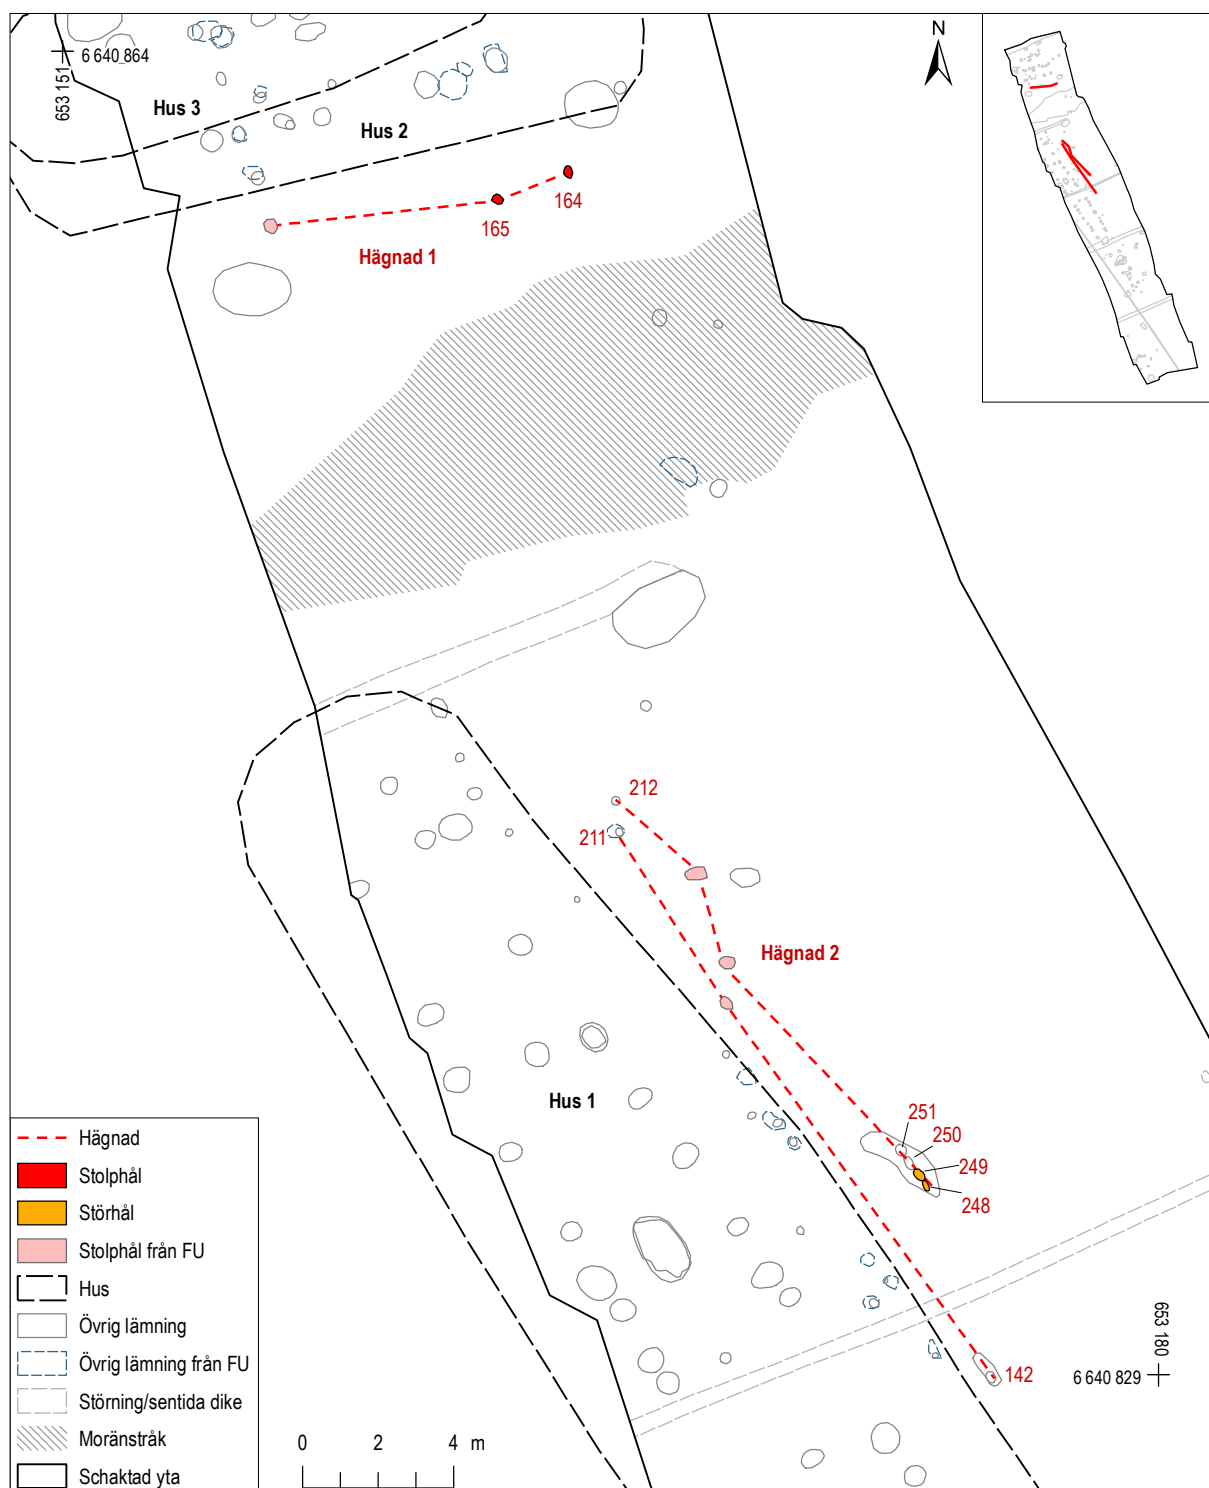 N
6 640 864
653 151
Hus 3
Hus 2
164
165
Hägnad 1
212
211
Hägnad 2
Hus 1
251
250
249
248
142
653 180
6 640 829
Hägnad
Stolphål
Störhål
Stolphål från FU
Hus
Övrig lämning
Övrig lämning från FU
Störning/sentida dike
Moränstråk
Schaktad yta
0 2 4 m